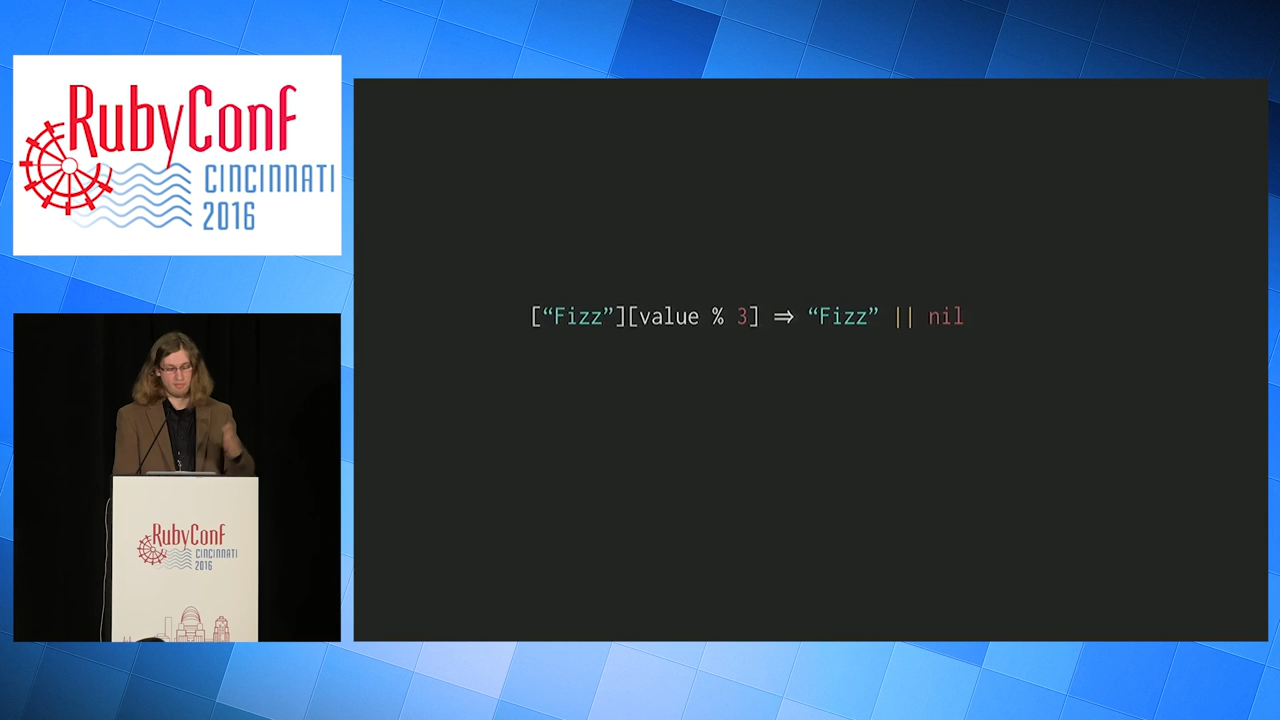 RubyConf
CINCINNATI
2016
[“Fizz”][value % 3] ⇒ “Fizz” || nil
RubyConf
CINCINNATI
2016